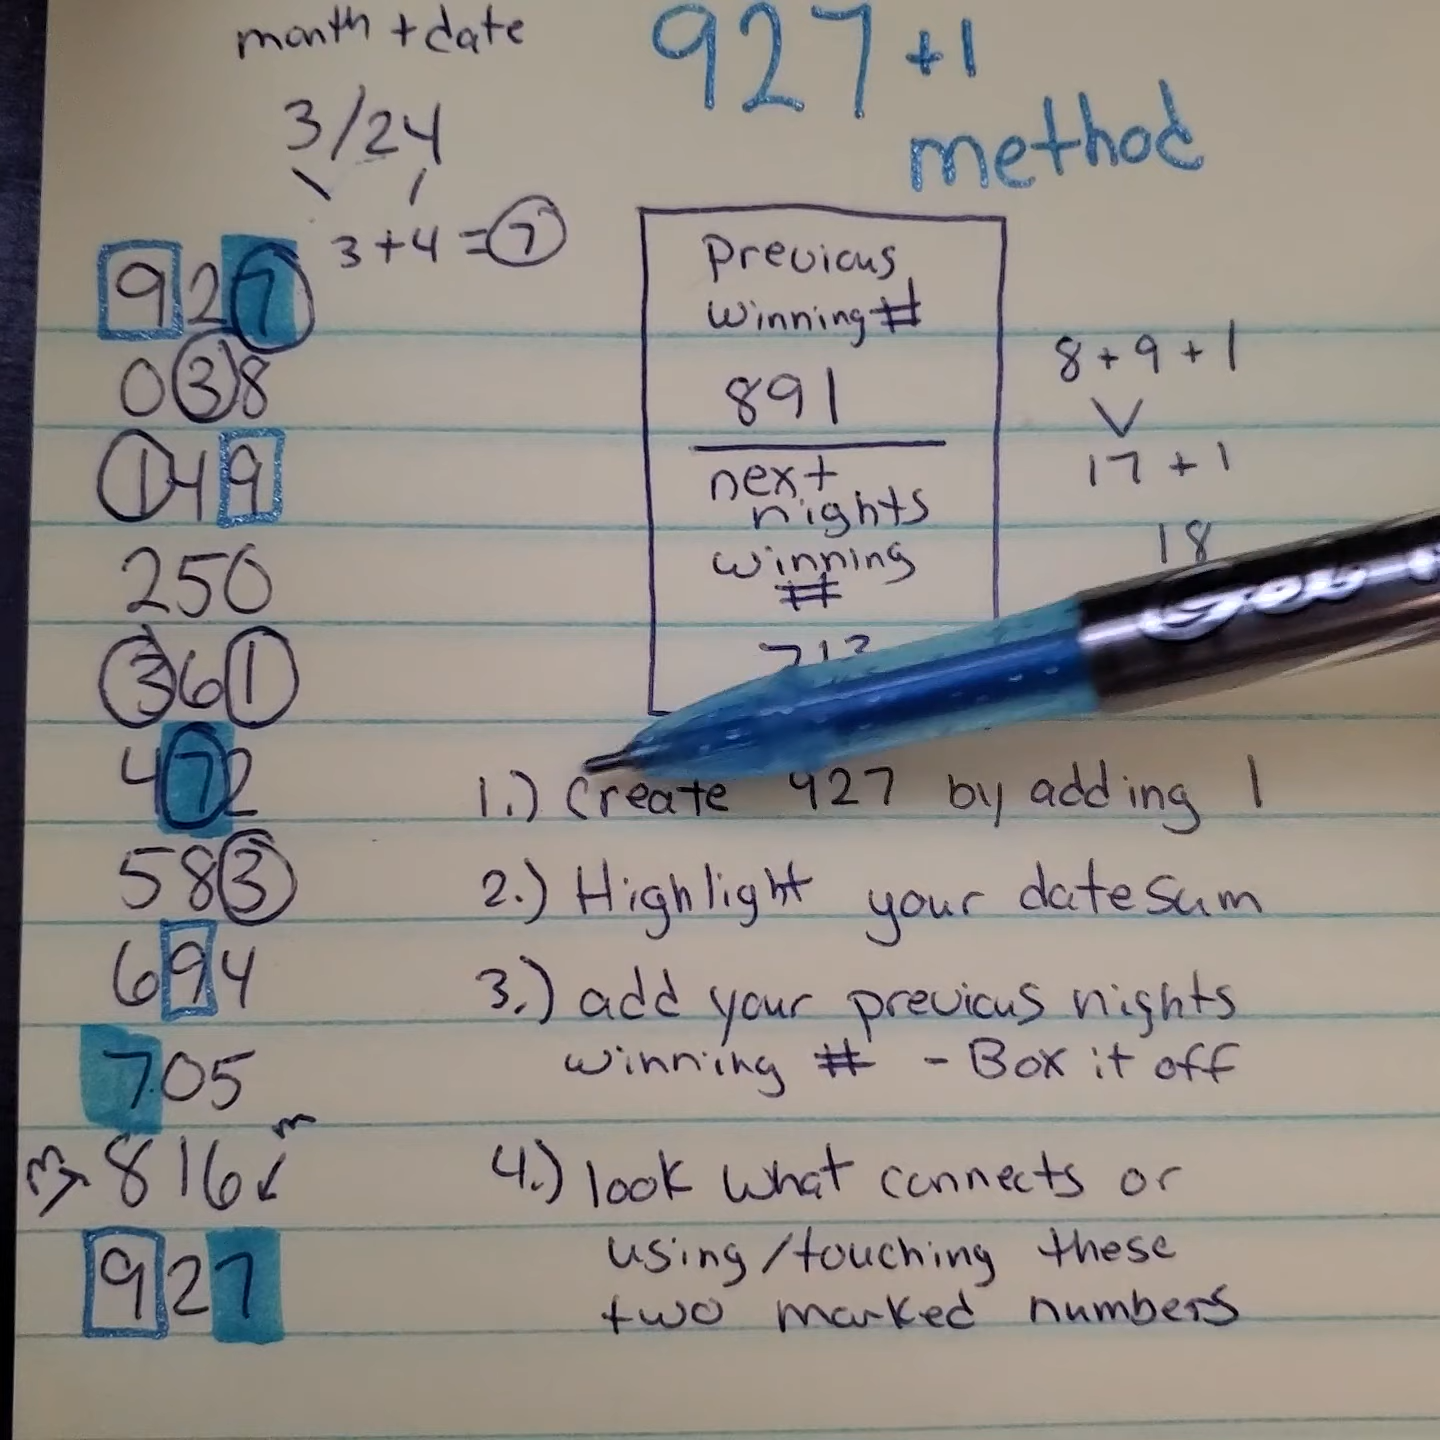 month + date
927 +1
method
3/24
3+4=7
927
038
149
250
361
472
583
694
705
m
m 816
927
Previous
winning #
891
next
nights
winning
#
8+9+1
17+1
18
1.) Create 927 by adding 1
2.) Highlight your date sum
3.) add your previous nights
winning # - Box it off
4.) look what connects or
using/touching these
two marked numbers